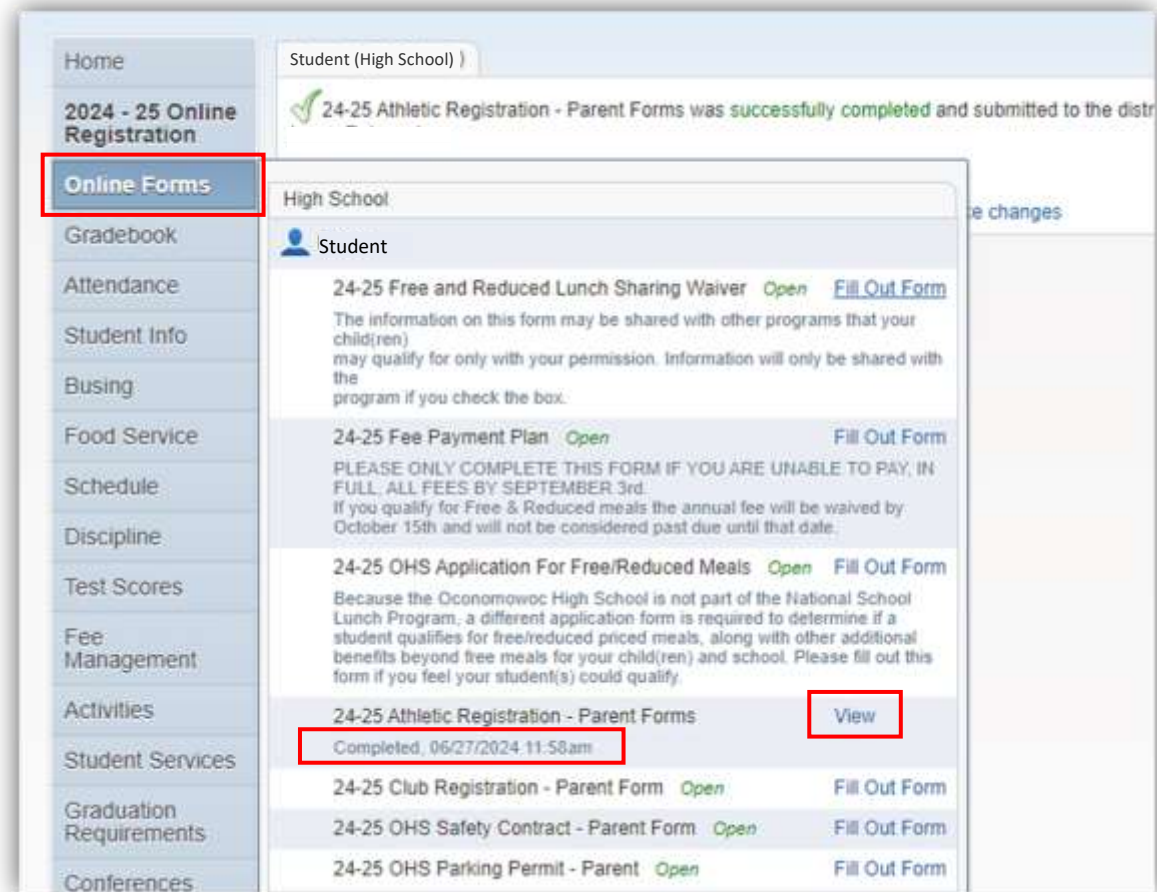 Home
2024 - 25 Online
Registration
Online Forms
Gradebook
Attendance
Student Info
Busing
Food Service
Schedule
Discipline
Test Scores
Fee
Management
Activities
Student Services
Graduation
Requirements
Conferences
Student (High School) )
24-25 Athletic Registration - Parent Forms was successfully completed and submitted to the distr
e changes
High School
Student
24-25 Free and Reduced Lunch Sharing Waiver Open Fill Out Form
The information on this form may be shared with other programs that your
child(ren)
may qualify for only with your permission. Information will only be shared with
the
program if you check the box.
24-25 Fee Payment Plan Open Fill Out Form
PLEASE ONLY COMPLETE THIS FORM IF YOU ARE UNABLE TO PAY, IN
FULL, ALL FEES BY SEPTEMBER 3rd.
If you qualify for Free & Reduced meals the annual fee will be waived by
October 15th and will not be considered past due until that date.
24-25 OHS Application For Free/Reduced Meals Open Fill Out Form
Because the Oconomowoc High School is not part of the National School
Lunch Program, a different application form is required to determine if a
student qualifies for free/reduced priced meals, along with other additional
benefits beyond free meals for your child(ren) and school. Please fill out this
form if you feel your student(s) could qualify.
24-25 Athletic Registration - Parent Forms View
Completed, 06/27/2024 11:58am
24-25 Club Registration - Parent Form Open Fill Out Form
24-25 OHS Safety Contract - Parent Form Open Fill Out Form
24-25 OHS Parking Permit - Parent Open Fill Out Form